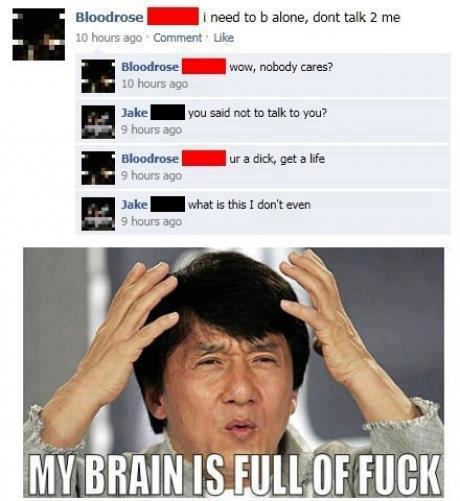 Bloodrose i need to b alone, dont talk 2 me
10 hours ago · Comment · Like
Bloodrose wow, nobody cares?
10 hours ago
Jake you said not to talk to you?
9 hours ago
Bloodrose ur a dick, get a life
9 hours ago
Jake what is this I don't even
9 hours ago
MY BRAIN IS FULL OF FUCK